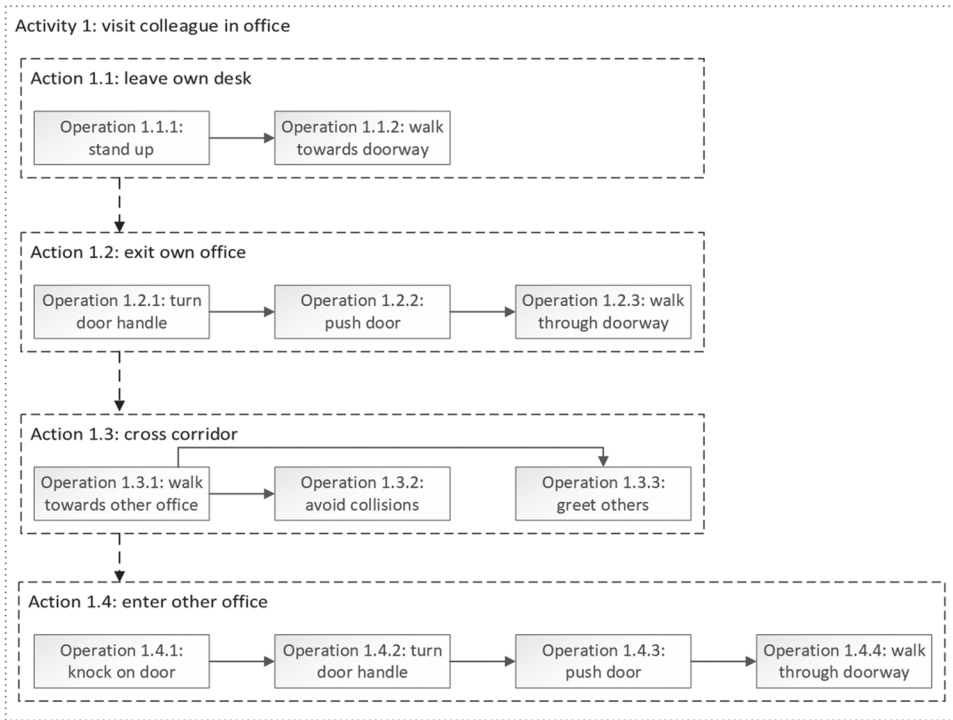 Activity 1: visit colleague in office
Action 1.1: leave own desk
Operation 1.1.1:
stand up
Operation 1.1.2: walk
towards doorway
Action 1.2: exit own office
Operation 1.2.1: turn
door handle
Operation 1.2.2:
push door
Operation 1.2.3: walk
through doorway
Action 1.3: cross corridor
Operation 1.3.1: walk
towards other office
Operation 1.3.2:
avoid collisions
Operation 1.3.3:
greet others
Action 1.4: enter other office
Operation 1.4.1:
knock on door
Operation 1.4.2: turn
door handle
Operation 1.4.3:
push door
Operation 1.4.4: walk
through doorway